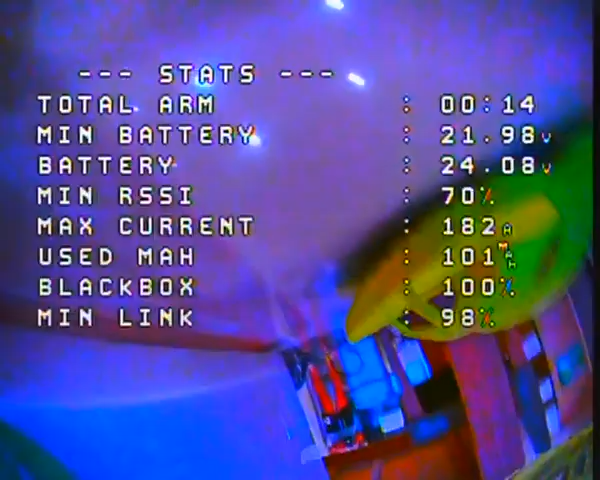 --- STATS ---
TOTAL ARM : 00:14
MIN BATTERY : 21.98V
BATTERY : 24.08V
MIN RSSI : 70%
MAX CURRENT : 182A
USED MAH : 101MAH
BLACKBOX : 100%
MIN LINK : 98%